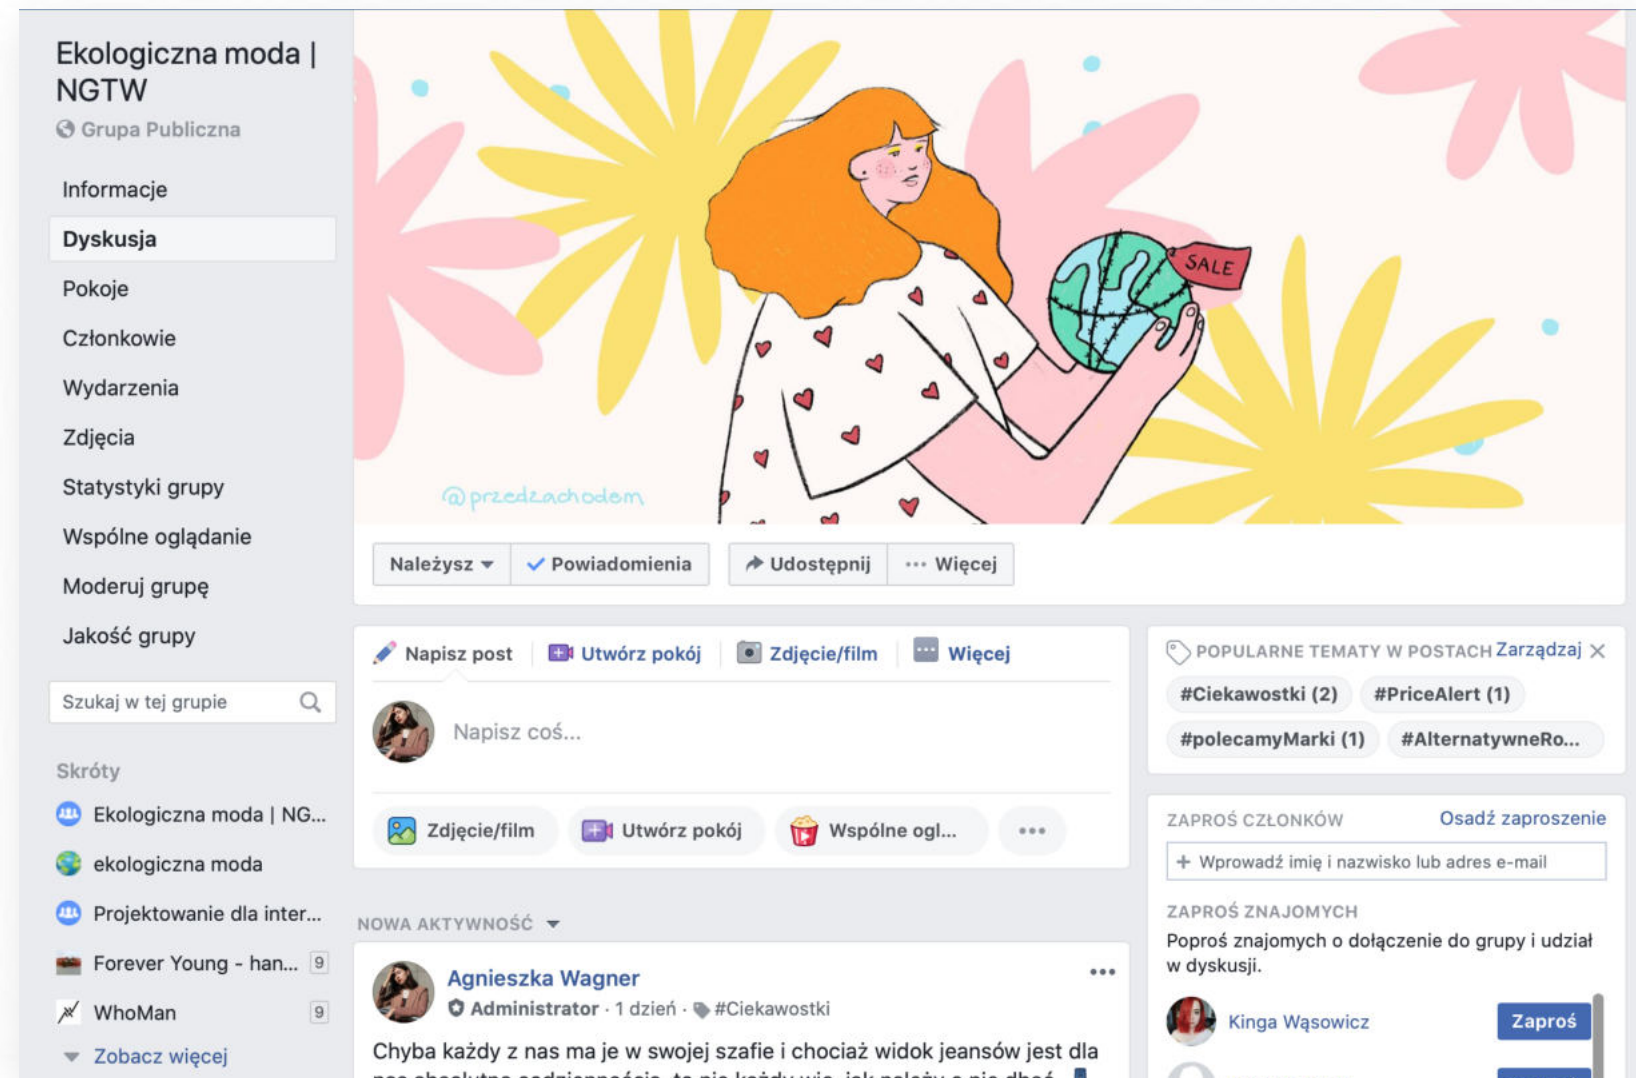 Ekologiczna moda |
NGTW
Grupa Publiczna
Informacje
Dyskusja
Pokoje
Członkowie
Wydarzenia
Zdjęcia
Statystyki grupy
Wspólne oglądanie
Moderuj grupę
Jakość grupy
Szukaj w tej grupie
Skróty
Ekologiczna moda | NG...
ekologiczna moda
Projektowanie dla inter...
Forever Young - han... 9
WhoMan 9
Zobacz więcej
SALE
@przedzachodem
Należysz Powiadomienia Udostępnij ... Więcej
Napisz post Utwórz pokój Zdjęcie/film Więcej
Napisz coś...
Zdjęcie/film Utwórz pokój Wspólne ogl... ...
NOWA AKTYWNOŚĆ
Agnieszka Wagner ...
Administrator · 1 dzień · #Ciekawostki
Chyba każdy z nas ma je w swojej szafie i chociaż widok jeansów jest dla
POPULARNE TEMATY W POSTACH Zarządzaj
#Ciekawostki (2) #PriceAlert (1)
#polecamyMarki (1) #AlternatywneRo...
ZAPROŚ CZŁONKÓW Osadź zaproszenie
+ Wprowadź imię i nazwisko lub adres e-mail
ZAPROŚ ZNAJOMYCH
Poproś znajomych o dołączenie do grupy i udział
w dyskusji.
Kinga Wąsowicz Zaproś